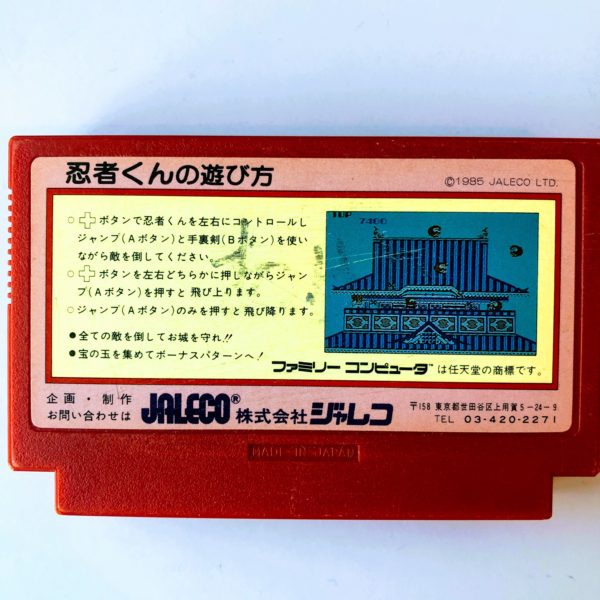 忍者くんの遊び方
©1985 JALECO LTD.
○ ボタンで忍者くんを左右にコントロールし
ジャンプ(Aボタン)と手裏剣(Bボタン)を使い
ながら敵を倒してください。
○ ボタンを左右どちらかに押しながらジャン
プ(Aボタン)を押すと飛び上ります。
○ジャンプ(Aボタン)のみを押すと飛び降ります。
●全ての敵を倒してお城を守れ!!
●宝の玉を集めてボーナスパターンへ!
1UP
7400
ファミリー コンピュータ™は任天堂の商標です。
企画・制作
お問い合わせは
JALECO® 株式会社ジャレコ
〒158 東京都世田谷区上用賀5-24-9
TEL 03-420-2271
MADE IN JAPAN